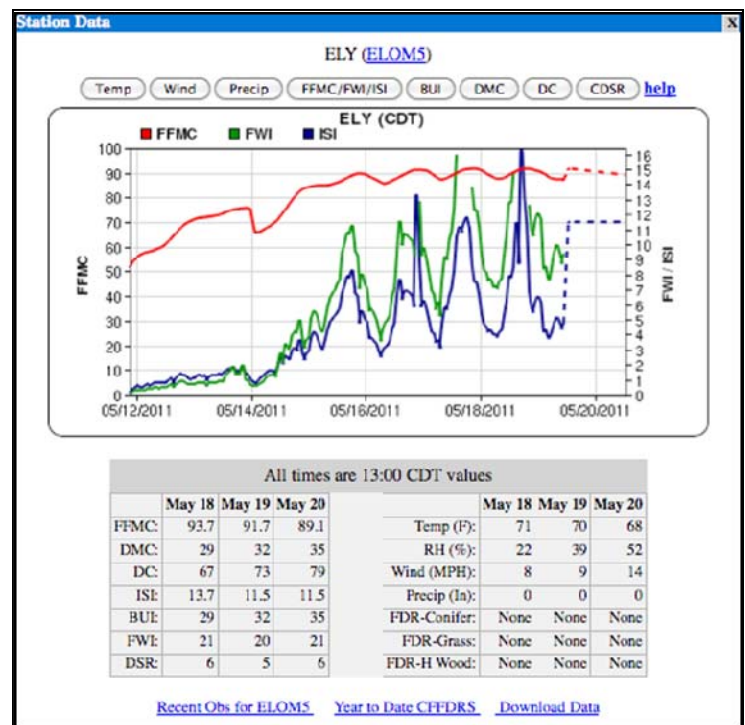 Station Data X
ELY (ELOM5)
Temp Wind Precip FFMC/FWI/ISI BUI DMC DC CDSR help
ELY (CDT)
FFMC FWI ISI
100
90
80
70
60
50
40
30
20
10
0
FFMC
16
15
14
13
12
11
10
9
8
7
6
5
4
3
2
1
0
FWI / ISI
05/12/2011 05/14/2011 05/16/2011 05/18/2011 05/20/2011
All times are 13:00 CDT values
May 18 May 19 May 20 May 18 May 19 May 20
FFMC: 93.7 91.7 89.1 Temp (F): 71 70 68
DMC: 29 32 35 RH (%): 22 39 52
DC: 67 73 79 Wind (MPH): 8 9 14
ISI: 13.7 11.5 11.5 Precip (In): 0 0 0
BUI: 29 32 35 FDR-Conifer: None None None
FWI: 21 20 21 FDR-Grass: None None None
DSR: 6 5 6 FDR-H Wood: None None None
Recent Obs for ELOM5 Year to Date CFFDRS Download Data